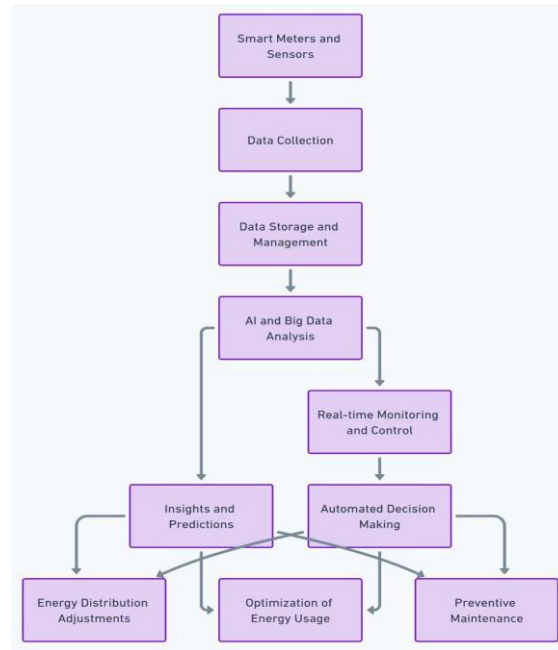 Smart Meters and
Sensors
Data Collection
Data Storage and
Management
AI and Big Data
Analysis
Real-time Monitoring
and Control
Insights and
Predictions
Automated Decision
Making
Energy Distribution
Adjustments
Optimization of
Energy Usage
Preventive
Maintenance